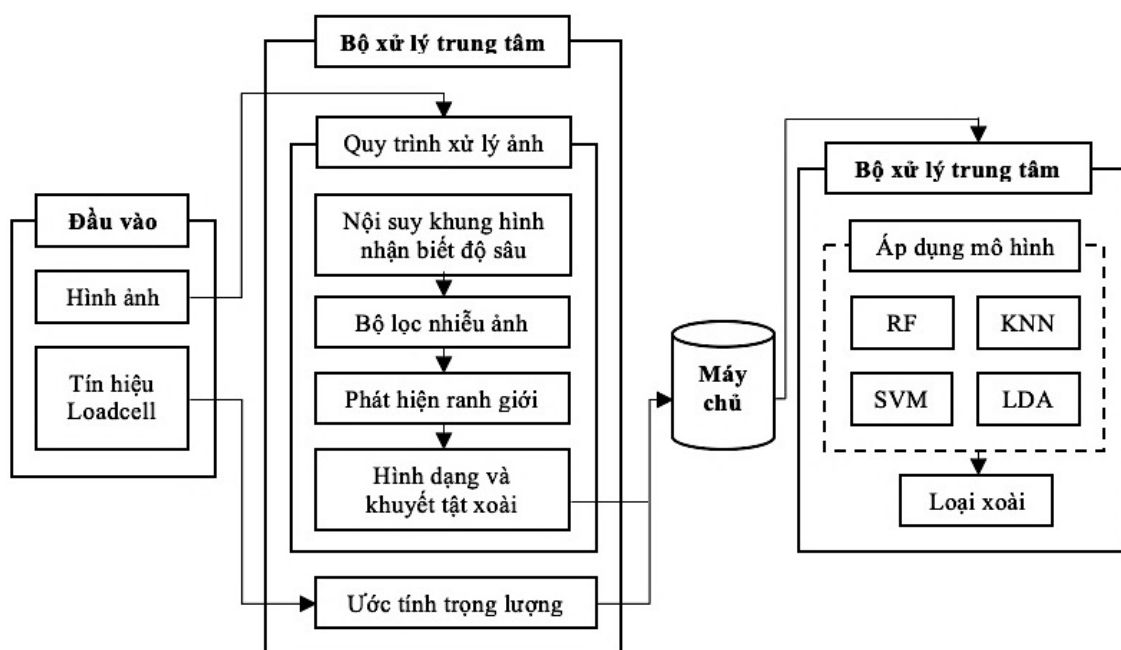 Đầu vào
Hình ảnh
Tín hiệu
Loadcell
Bộ xử lý trung tâm
Quy trình xử lý ảnh
Nội suy khung hình
nhận biết độ sâu
Bộ lọc nhiễu ảnh
Phát hiện ranh giới
Hình dạng và
khuyết tật xoài
Ước tính trọng lượng
Máy
chủ
Bộ xử lý trung tâm
Áp dụng mô hình
RF
KNN
SVM
LDA
Loại xoài